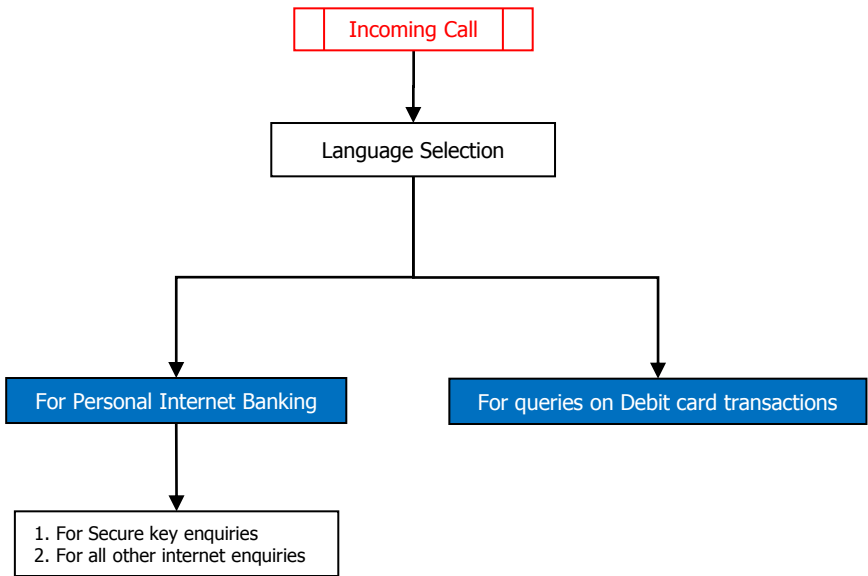 Incoming Call
Language Selection
For Personal Internet Banking
For queries on Debit card transactions
1. For Secure key enquiries
2. For all other internet enquiries